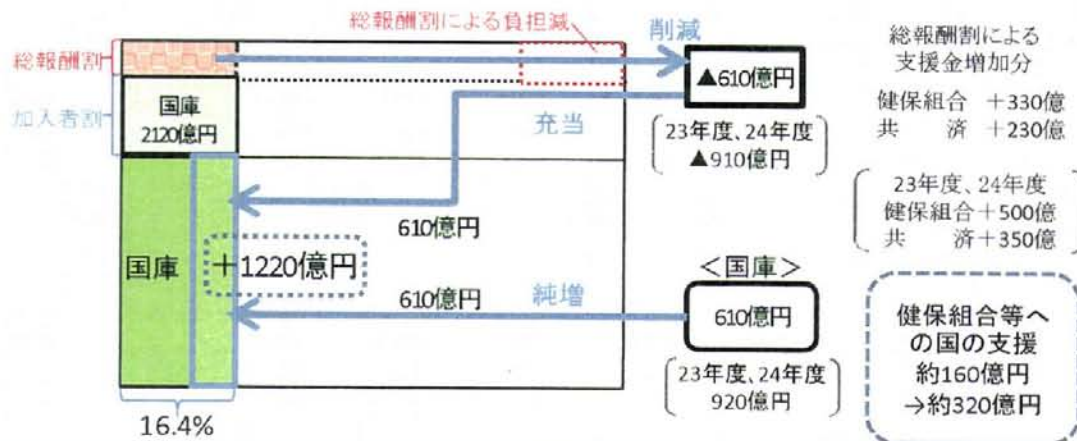 総報酬割による負担減
総報酬割
加入者割
国庫
2120億円
削減
▲610億円
23年度、24年度
▲910億円
充当
610億円
国庫
+1220億円
610億円
純増
16.4%
＜国庫＞
610億円
23年度、24年度
920億円
総報酬割による
支援金増加分
健保組合 +330億
共　済 +230億
23年度、24年度
健保組合+500億
共　済+350億
健保組合等へ
の国の支援
約160億円
→約320億円